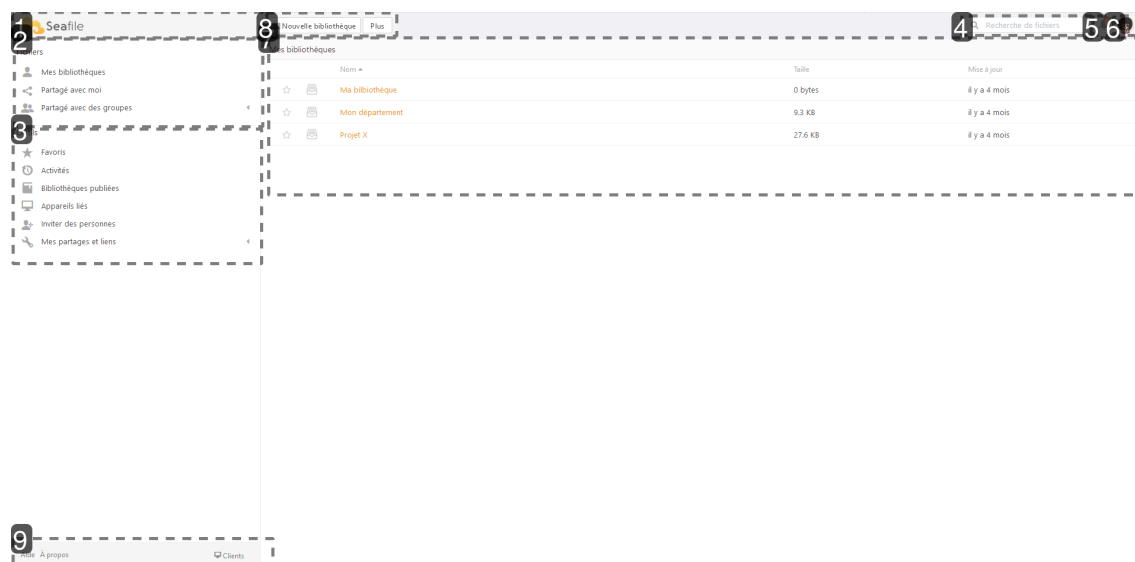 1
Seafile
8
Nouvelle bibliothèque
Plus
4
Recherche de fichiers
5
6
2
7
Mes bibliothèques
Mes bibliothèques
Partagé avec moi
Partagé avec des groupes
Nom
Taille
Mise à jour
Ma bilbiothèque
0 bytes
il y a 4 mois
Mon département
9.3 KB
il y a 4 mois
Projet X
27.6 KB
il y a 4 mois
3
Favoris
Activités
Bibliothèques publiées
Appareils liés
Inviter des personnes
Mes partages et liens
9
Aide
À propos
Clients